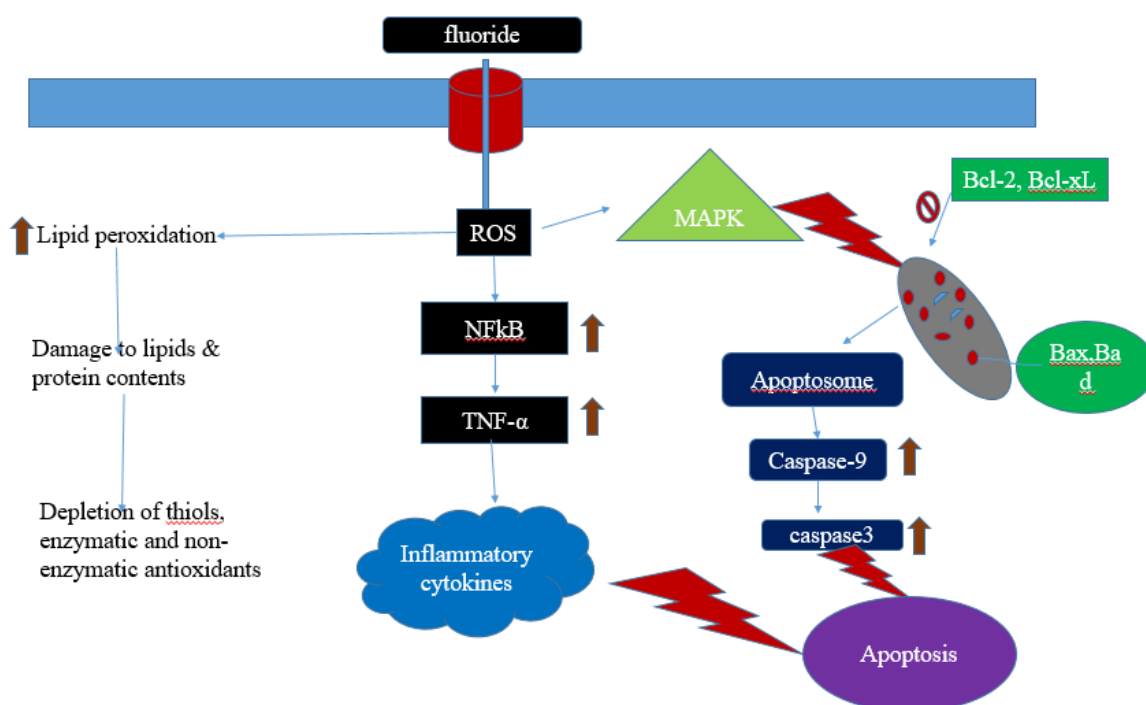 fluoride
Bcl-2, Bcl-xL
MAPK
Lipid peroxidation
ROS
NFkB
Damage to lipids &
protein contents
Bax,Ba
d
Apoptosome
TNF-α
Caspase-9
Depletion of thiols,
enzymatic and non-
enzymatic antioxidants
Inflammatory
cytokines
caspase3
Apoptosis